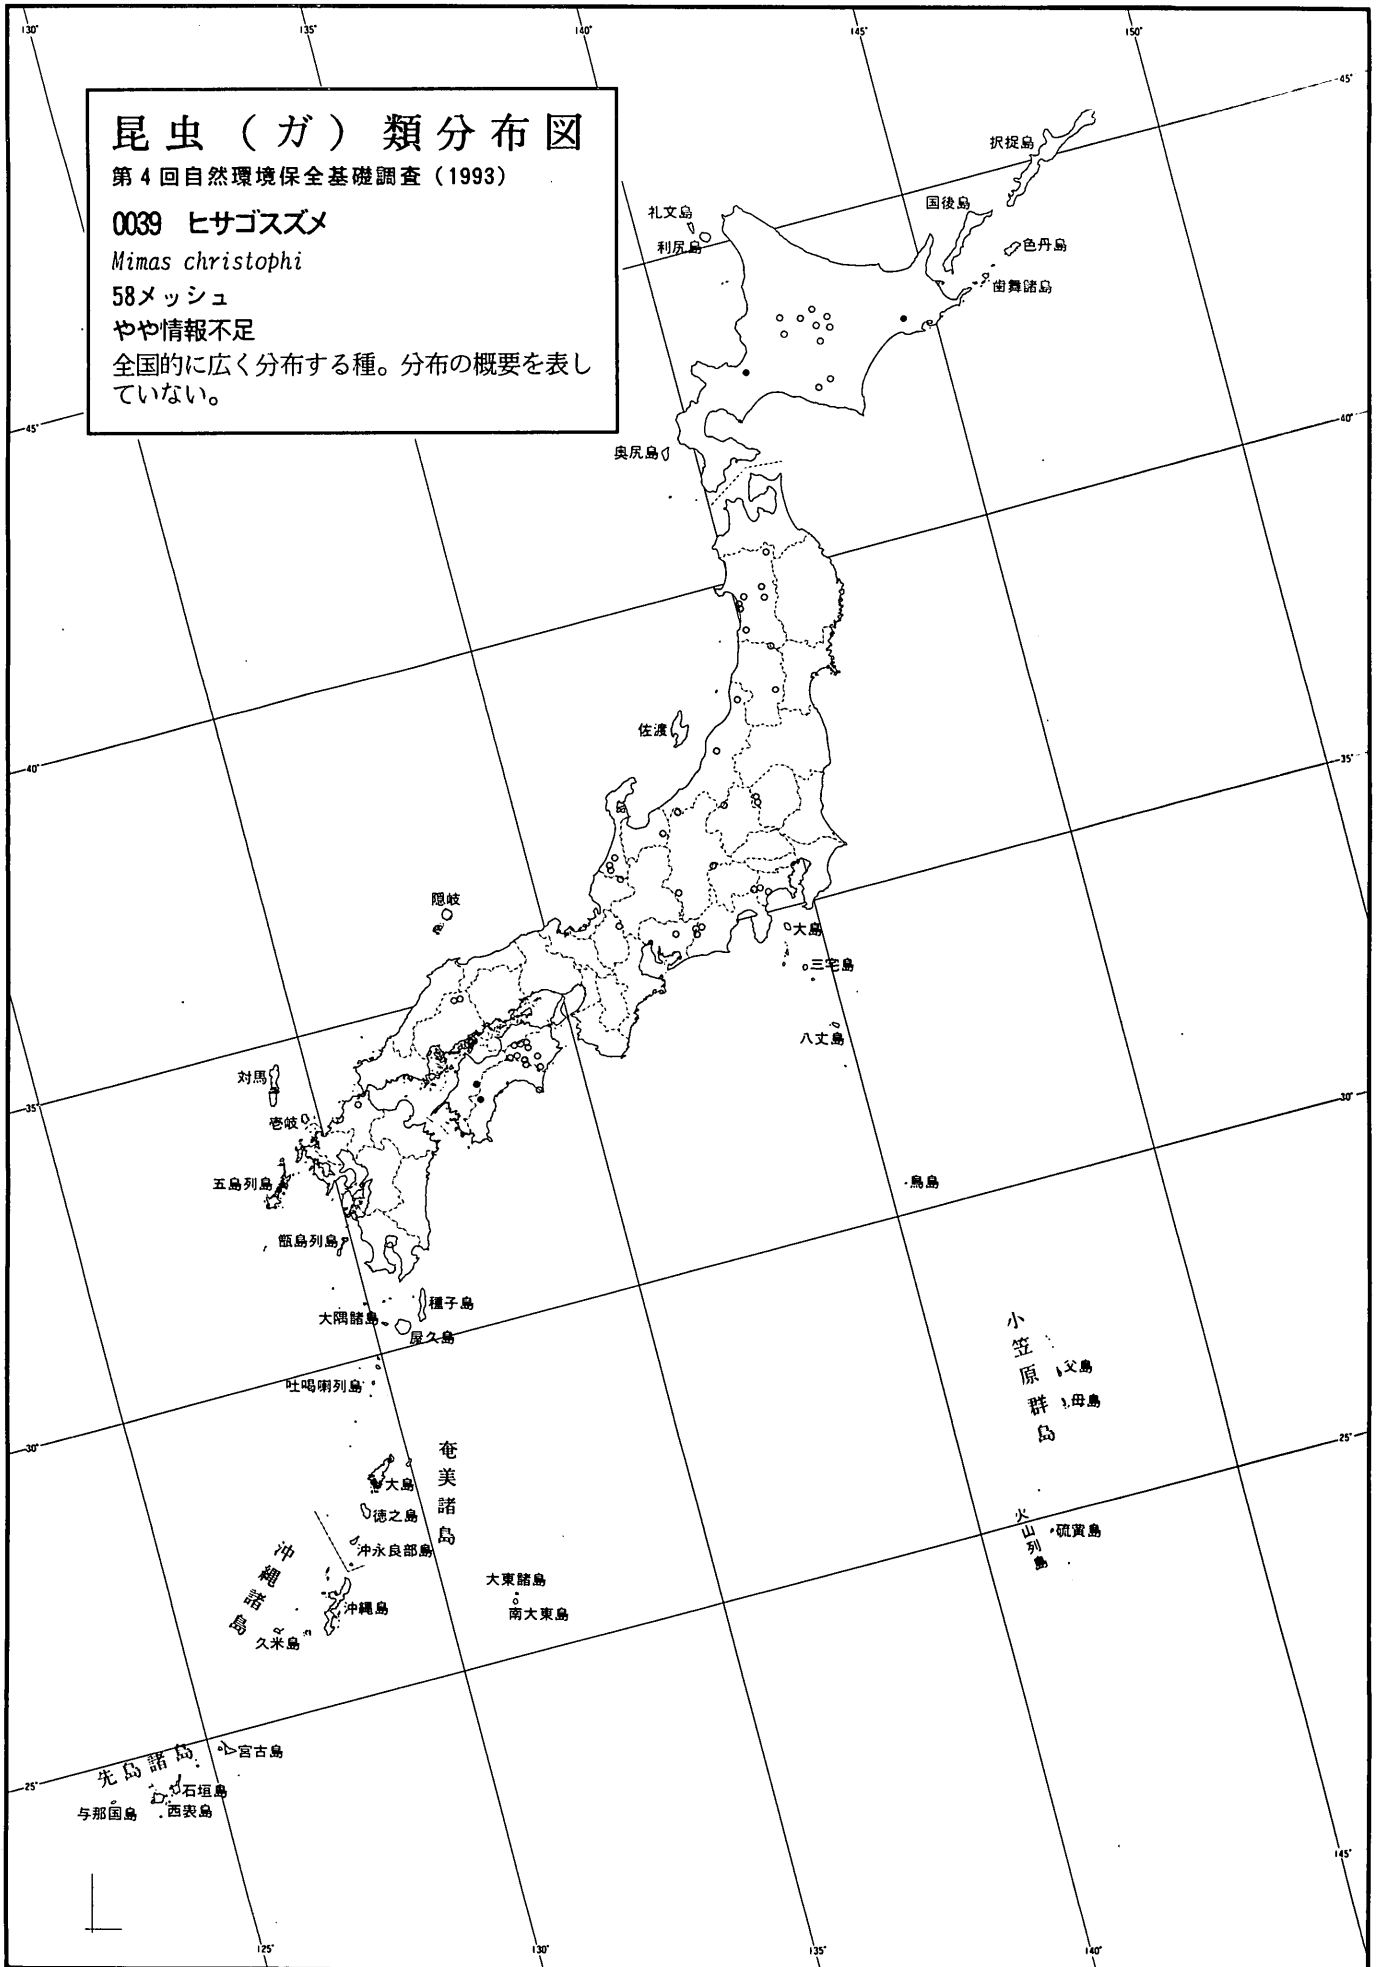 130°
135°
140°
145°
150°
45°
昆虫（ガ）類分布図
第4回自然環境保全基礎調査（1993）
0039 ヒサゴスズメ
Mimas christophi
58メッシュ
やや情報不足
全国的に広く分布する種。分布の概要を表し
ていない。
択捉島
国後島
色丹島
歯舞諸島
礼文島
利尻島
45°
40°
奥尻島
佐渡
40°
35°
隠岐
大島
三宅島
八丈島
対馬
壱岐
35°
30°
五島列島
鳥島
甑島列島
種子島
大隅諸島
屋久島
吐噶喇列島
小笠原群島
父島
母島
30°
25°
奄美諸島
大島
徳之島
沖永良部島
火山列島
硫黄島
沖縄諸島
沖縄島
久米島
大東諸島
南大東島
先島諸島
宮古島
石垣島
西表島
与那国島
25°
145°
125°
130°
135°
140°